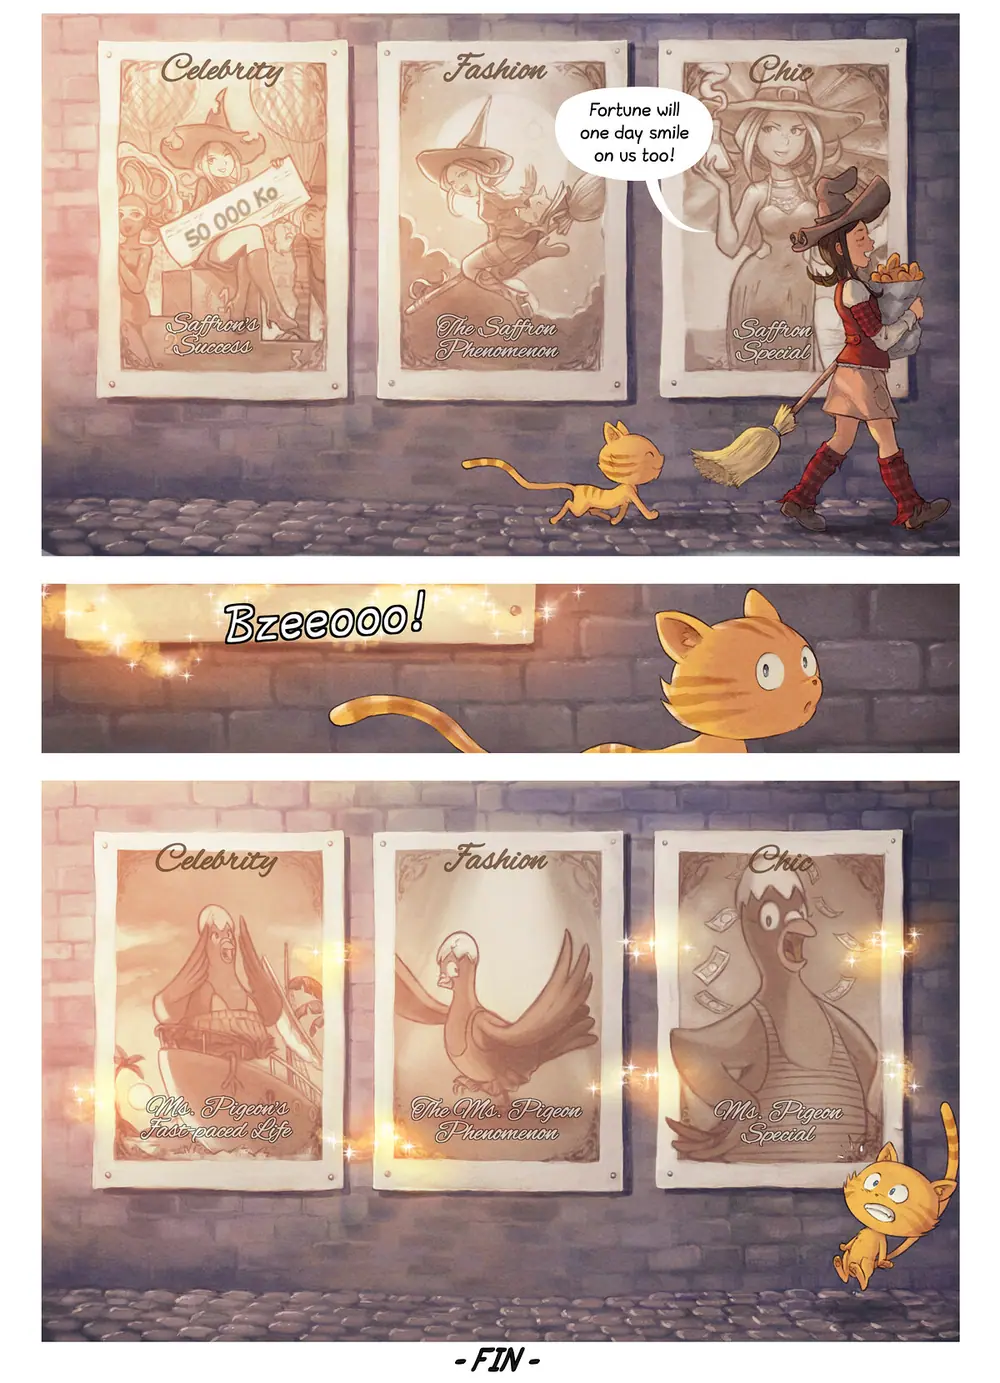 Celebrity
Fashion
Chic
Fortune will
one day smile
on us too!
50 000 Ko
Saffron's
Success
The Saffron
Phenomenon
Saffron
Special
Bzeeooo!
Celebrity
Fashion
Chic
Ms. Pigeon's
Fast-paced Life
The Ms. Pigeon
Phenomenon
Ms. Pigeon
Special
- FIN -